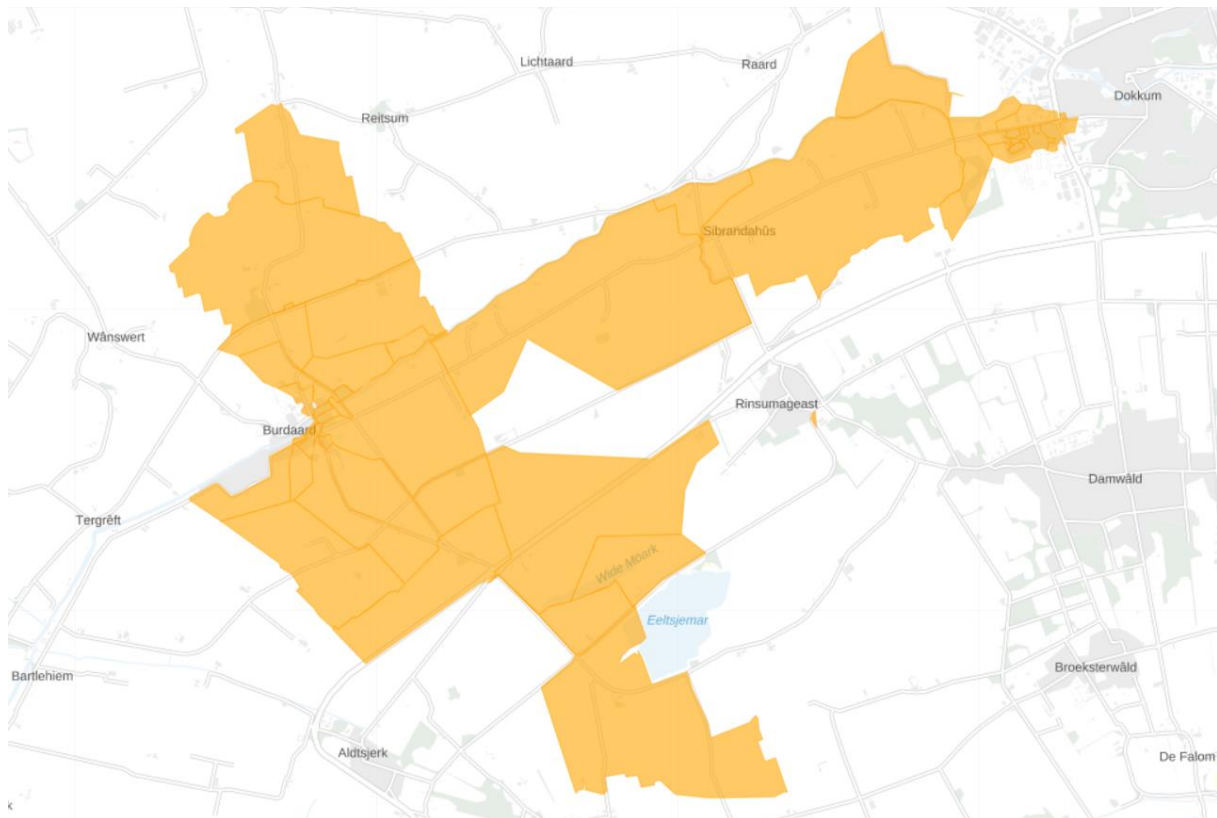 Lichtaard
Raard
Dokkum
Reitsum
Sibrandahûs
Wânswert
Rinsumageast
Burdaard
Damwâld
Tergrêft
Wide Moark
Eeltsjemar
Bartlehiem
Broeksterwâld
Aldtsjerk
De Falom
k